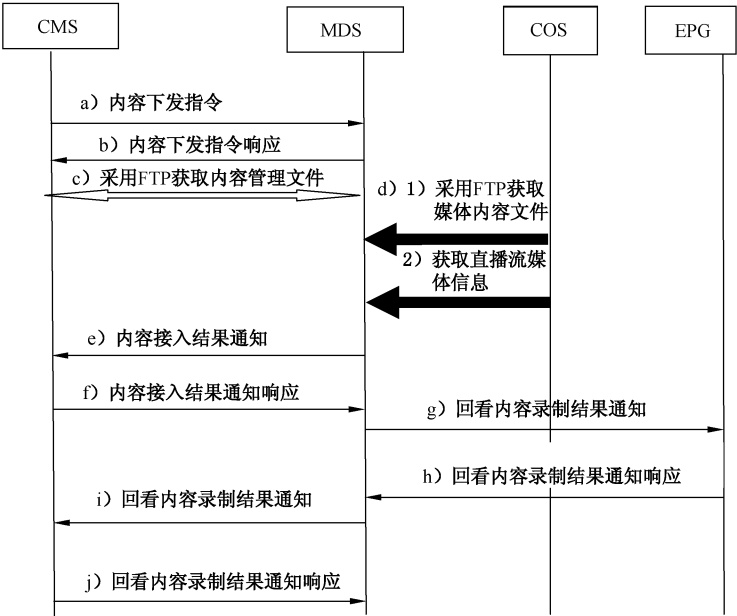 CMS
MDS
COS
EPG
a）内容下发指令
b）内容下发指令响应
c）采用FTP获取内容管理文件
d）1）采用FTP获取
媒体内容文件
2）获取直播流媒
体信息
e）内容接入结果通知
f）内容接入结果通知响应
g）回看内容录制结果通知
h）回看内容录制结果通知响应
i）回看内容录制结果通知
j）回看内容录制结果通知响应